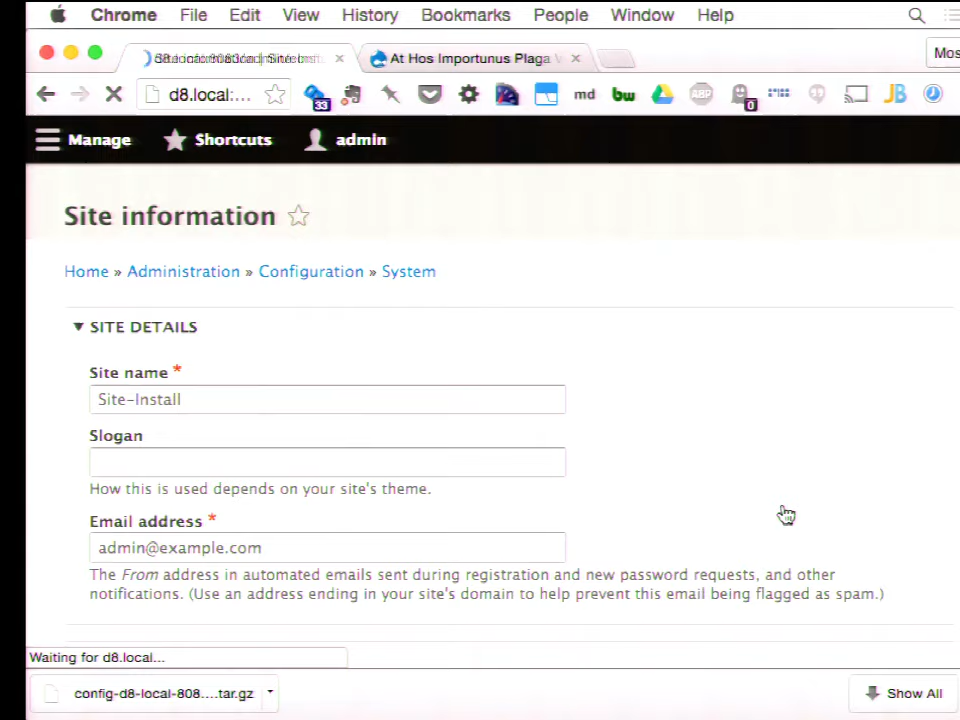 Chrome File Edit View History Bookmarks People Window Help
At Hos Importunus Plaga
Mos
d8.local:...
33
md
bw
ABP
0
JB
Manage Shortcuts admin
Site information
Home » Administration » Configuration » System
▼ SITE DETAILS
Site name *
Site-Install
Slogan
How this is used depends on your site's theme.
Email address *
admin@example.com
The From address in automated emails sent during registration and new password requests, and other
notifications. (Use an address ending in your site's domain to help prevent this email being flagged as spam.)
Waiting for d8.local...
config-d8-local-808....tar.gz
Show All